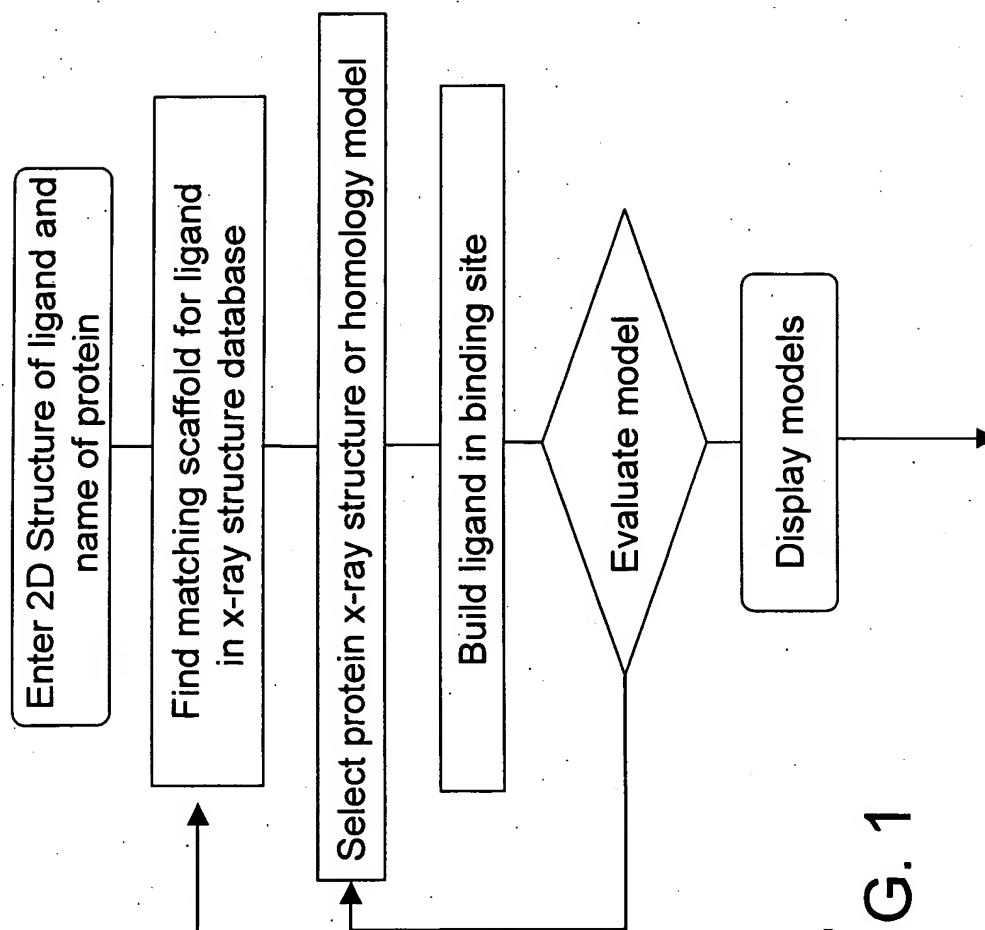 Enter 2D Structure of ligand and
name of protein
Find matching scaffold for ligand
in x-ray structure database
Select protein x-ray structure or homology model
Build ligand in binding site
Evaluate model
Display models
G. 1